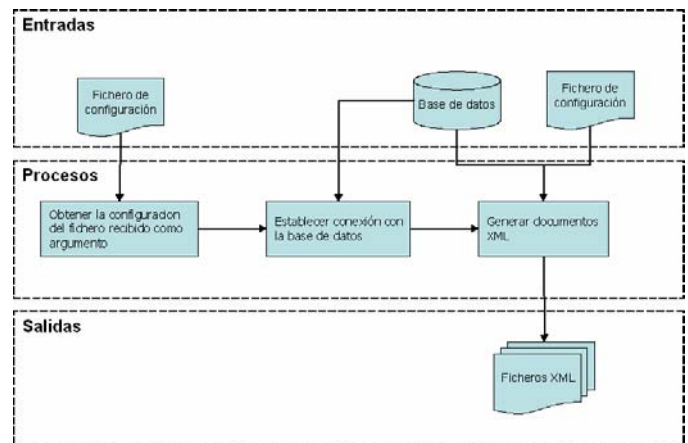 Entradas
Fichero de
configuración
Base de datos
Fichero de
configuración
Procesos
Obtener la configuracion
del fichero recibido como
argumento
Establecer conexión con
la base de datos
Generar documentos
XML
Salidas
Ficheros XML